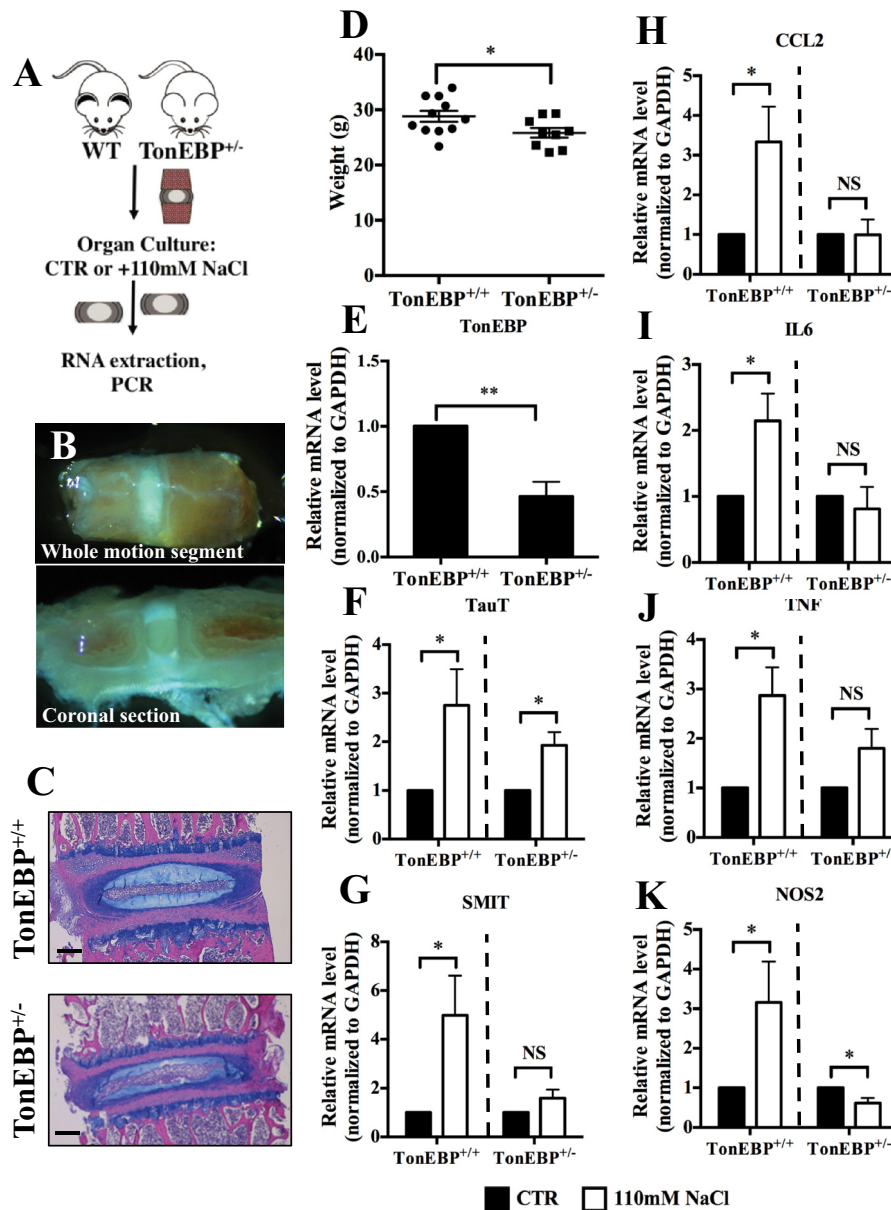 A
WT TonEBP+/-
Organ Culture:
CTR or +110mM NaCl
RNA extraction,
PCR
B
Whole motion segment
Coronal section
C
TonEBP+/+
TonEBP+/-
D
*
Weight (g)
40
30
20
10
0
TonEBP+/+ TonEBP+/-
E
TonEBP
**
Relative mRNA level
(normalized to GAPDH)
1.5
1.0
0.5
0.0
TonEBP+/+ TonEBP+/-
F
TauT
* *
Relative mRNA level
(normalized to GAPDH)
4
3
2
1
0
TonEBP+/+ TonEBP+/-
G
SMIT
* NS
Relative mRNA level
(normalized to GAPDH)
8
6
4
2
0
TonEBP+/+ TonEBP+/-
H
CCL2
* NS
Relative mRNA level
(normalized to GAPDH)
5
4
3
2
1
0
TonEBP+/+ TonEBP+/-
I
IL6
* NS
Relative mRNA level
(normalized to GAPDH)
3
2
1
0
TonEBP+/+ TonEBP+/-
J
TNF
* NS
Relative mRNA level
(normalized to GAPDH)
4
3
2
1
0
TonEBP+/+ TonEBP+/-
K
NOS2
* *
Relative mRNA level
(normalized to GAPDH)
5
4
3
2
1
0
TonEBP+/+ TonEBP+/-
CTR 110mM NaCl